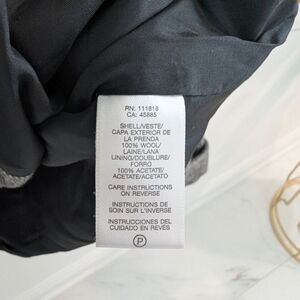 RN: 111818
CA: 45885
SHELL/VESTE/
CAPA EXTERIOR DE
LA PRENDA
100% WOOL/
LAINE/LANA
LINING/DOUBLURE/
FORRO
100% ACETATE/
ACETATE/ACETATO
CARE INSTRUCTIONS
ON REVERSE
INSTRUCTIONS DE
SOIN SUR L'INVERSE
INSTRUCCIONES DEL
CUIDADO EN REVÉS
P